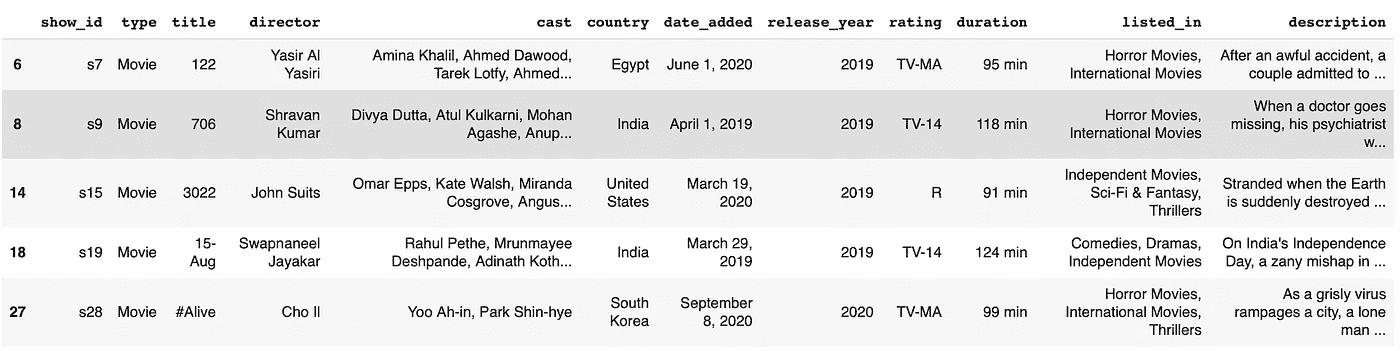 show_id type title director cast country date_added release_year rating duration listed_in description
6 s7 Movie 122 Yasir Al Yasiri Amina Khalil, Ahmed Dawood, Tarek Lotfy, Ahmed... Egypt June 1, 2020 2019 TV-MA 95 min Horror Movies, International Movies After an awful accident, a couple admitted to ...
8 s9 Movie 706 Shravan Kumar Divya Dutta, Atul Kulkarni, Mohan Agashe, Anup... India April 1, 2019 2019 TV-14 118 min Horror Movies, International Movies When a doctor goes missing, his psychiatrist w...
14 s15 Movie 3022 John Suits Omar Epps, Kate Walsh, Miranda Cosgrove, Angus... United States March 19, 2020 2019 R 91 min Independent Movies, Sci-Fi & Fantasy, Thrillers Stranded when the Earth is suddenly destroyed ...
18 s19 Movie 15-Aug Swapnaneel Jayakar Rahul Pethe, Mrunmayee Deshpande, Adinath Koth... India March 29, 2019 2019 TV-14 124 min Comedies, Dramas, Independent Movies On India's Independence Day, a zany mishap in ...
27 s28 Movie #Alive Cho Il Yoo Ah-in, Park Shin-hye South Korea September 8, 2020 2020 TV-MA 99 min Horror Movies, International Movies, Thrillers As a grisly virus rampages a city, a lone man ...